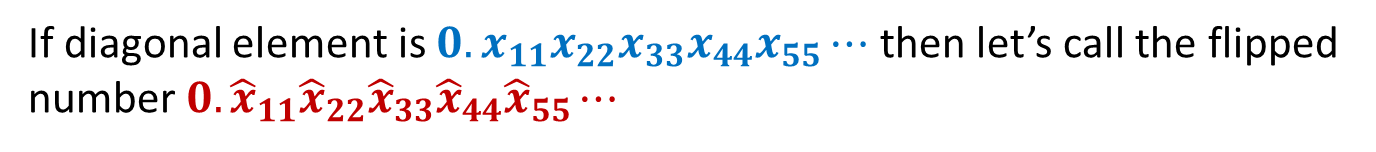 If diagonal element is 0. x₁₁x₂₂x₃₃x₄₄x₅₅ ⋯ then let’s call the flipped
number 0. x̂₁₁x̂₂₂x̂₃₃x̂₄₄x̂₅₅ ⋯